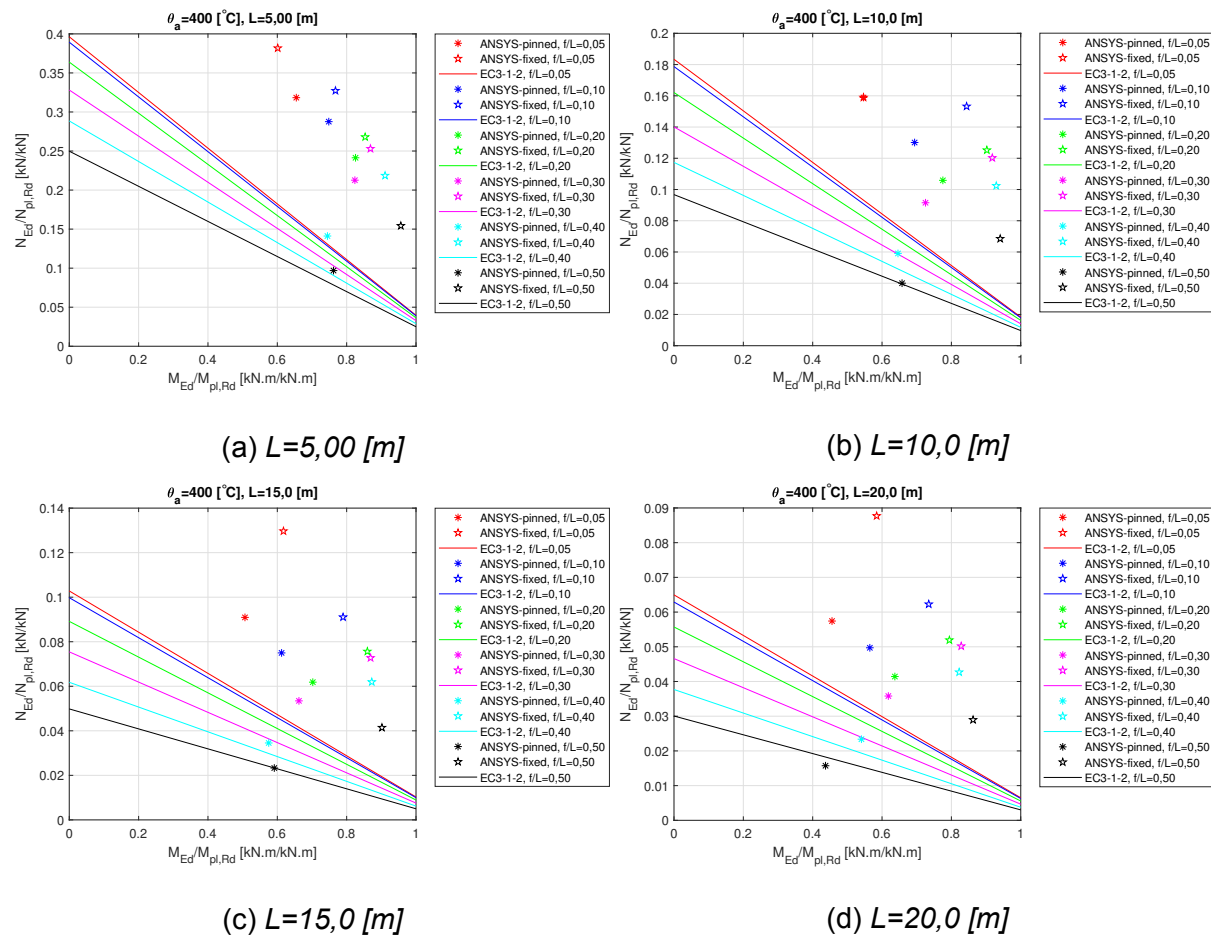 θ_a=400 [°C], L=5,00 [m]
0.4
0.35
0.3
0.25
0.2
0.15
0.1
0.05
0
N_Ed/N_pl,Rd [kN/kN]
0 0.2 0.4 0.6 0.8 1
M_Ed/M_pl,Rd [kN.m/kN.m]
ANSYS-pinned, f/L=0,05
ANSYS-fixed, f/L=0,05
EC3-1-2, f/L=0,05
ANSYS-pinned, f/L=0,10
ANSYS-fixed, f/L=0,10
EC3-1-2, f/L=0,10
ANSYS-pinned, f/L=0,20
ANSYS-fixed, f/L=0,20
EC3-1-2, f/L=0,20
ANSYS-pinned, f/L=0,30
ANSYS-fixed, f/L=0,30
EC3-1-2, f/L=0,30
ANSYS-pinned, f/L=0,40
ANSYS-fixed, f/L=0,40
EC3-1-2, f/L=0,40
ANSYS-pinned, f/L=0,50
ANSYS-fixed, f/L=0,50
EC3-1-2, f/L=0,50
(a) L=5,00 [m]
θ_a=400 [°C], L=10,0 [m]
0.2
0.18
0.16
0.14
0.12
0.1
0.08
0.06
0.04
0.02
0
N_Ed/N_pl,Rd [kN/kN]
0 0.2 0.4 0.6 0.8 1
M_Ed/M_pl,Rd [kN.m/kN.m]
ANSYS-pinned, f/L=0,05
ANSYS-fixed, f/L=0,05
EC3-1-2, f/L=0,05
ANSYS-pinned, f/L=0,10
ANSYS-fixed, f/L=0,10
EC3-1-2, f/L=0,10
ANSYS-pinned, f/L=0,20
ANSYS-fixed, f/L=0,20
EC3-1-2, f/L=0,20
ANSYS-pinned, f/L=0,30
ANSYS-fixed, f/L=0,30
EC3-1-2, f/L=0,30
ANSYS-pinned, f/L=0,40
ANSYS-fixed, f/L=0,40
EC3-1-2, f/L=0,40
ANSYS-pinned, f/L=0,50
ANSYS-fixed, f/L=0,50
EC3-1-2, f/L=0,50
(b) L=10,0 [m]
θ_a=400 [°C], L=15,0 [m]
0.14
0.12
0.1
0.08
0.06
0.04
0.02
0
N_Ed/N_pl,Rd [kN/kN]
0 0.2 0.4 0.6 0.8 1
M_Ed/M_pl,Rd [kN.m/kN.m]
ANSYS-pinned, f/L=0,05
ANSYS-fixed, f/L=0,05
EC3-1-2, f/L=0,05
ANSYS-pinned, f/L=0,10
ANSYS-fixed, f/L=0,10
EC3-1-2, f/L=0,10
ANSYS-pinned, f/L=0,20
ANSYS-fixed, f/L=0,20
EC3-1-2, f/L=0,20
ANSYS-pinned, f/L=0,30
ANSYS-fixed, f/L=0,30
EC3-1-2, f/L=0,30
ANSYS-pinned, f/L=0,40
ANSYS-fixed, f/L=0,40
EC3-1-2, f/L=0,40
ANSYS-pinned, f/L=0,50
ANSYS-fixed, f/L=0,50
EC3-1-2, f/L=0,50
(c) L=15,0 [m]
θ_a=400 [°C], L=20,0 [m]
0.09
0.08
0.07
0.06
0.05
0.04
0.03
0.02
0.01
0
N_Ed/N_pl,Rd [kN/kN]
0 0.2 0.4 0.6 0.8 1
M_Ed/M_pl,Rd [kN.m/kN.m]
ANSYS-pinned, f/L=0,05
ANSYS-fixed, f/L=0,05
EC3-1-2, f/L=0,05
ANSYS-pinned, f/L=0,10
ANSYS-fixed, f/L=0,10
EC3-1-2, f/L=0,10
ANSYS-pinned, f/L=0,20
ANSYS-fixed, f/L=0,20
EC3-1-2, f/L=0,20
ANSYS-pinned, f/L=0,30
ANSYS-fixed, f/L=0,30
EC3-1-2, f/L=0,30
ANSYS-pinned, f/L=0,40
ANSYS-fixed, f/L=0,40
EC3-1-2, f/L=0,40
ANSYS-pinned, f/L=0,50
ANSYS-fixed, f/L=0,50
EC3-1-2, f/L=0,50
(d) L=20,0 [m]